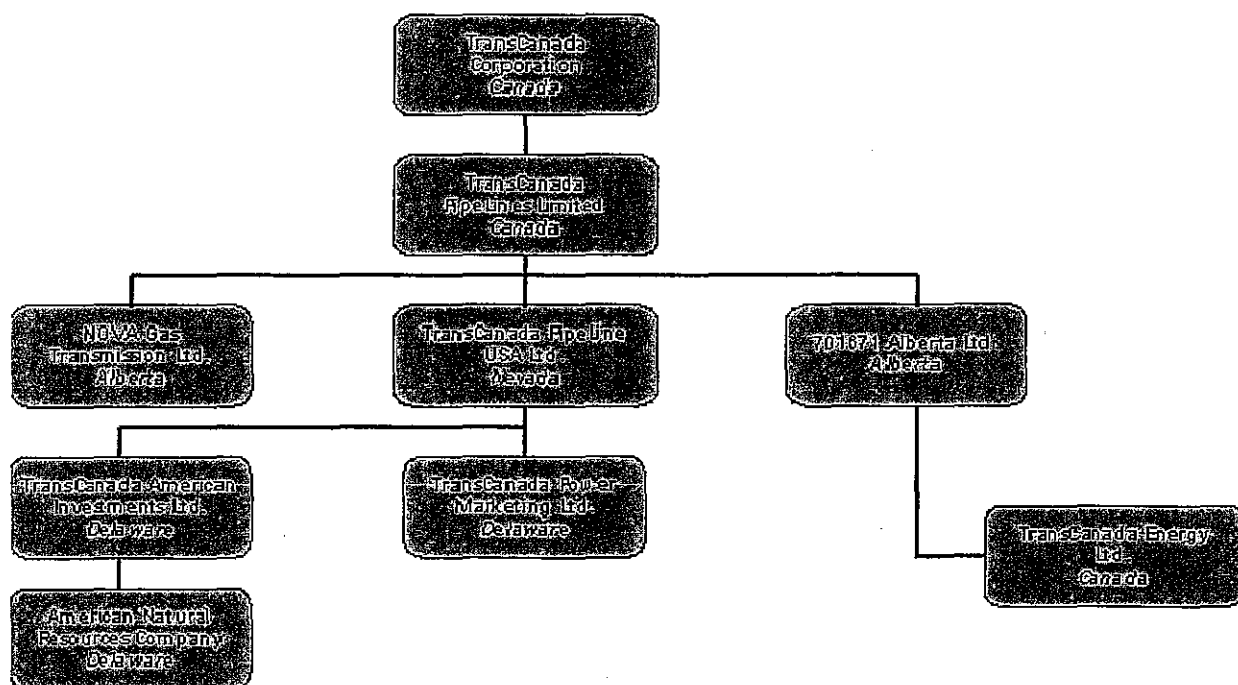 TransCanada
Corporation
Canada
TransCanada
PipeLines Limited
Canada
NOVA Gas
Transmission Ltd.
Alberta
TransCanada Pipeline
USA Ltd.
Nevada
701671 Alberta Ltd.
Alberta
TransCanada American
Investments Ltd.
Delaware
TransCanada Power
Marketing Ltd.
Delaware
TransCanada Energy
Ltd.
Canada
American Natural
Resources Company
Delaware